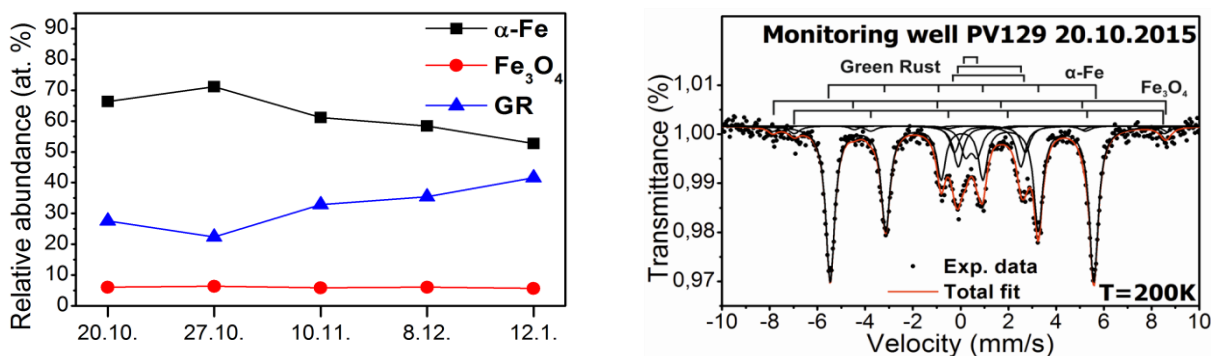 Relative abundance (at. %)
90
80
70
60
50
40
30
20
10
0
α-Fe
Fe₃O₄
GR
20.10.
27.10.
10.11.
8.12.
12.1.
Monitoring well PV129 20.10.2015
Green Rust
α-Fe
Fe₃O₄
Transmittance (%)
1,01
1,00
0,99
0,98
0,97
Exp. data
Total fit
T=200K
-10 -8 -6 -4 -2 0 2 4 6 8 10
Velocity (mm/s)